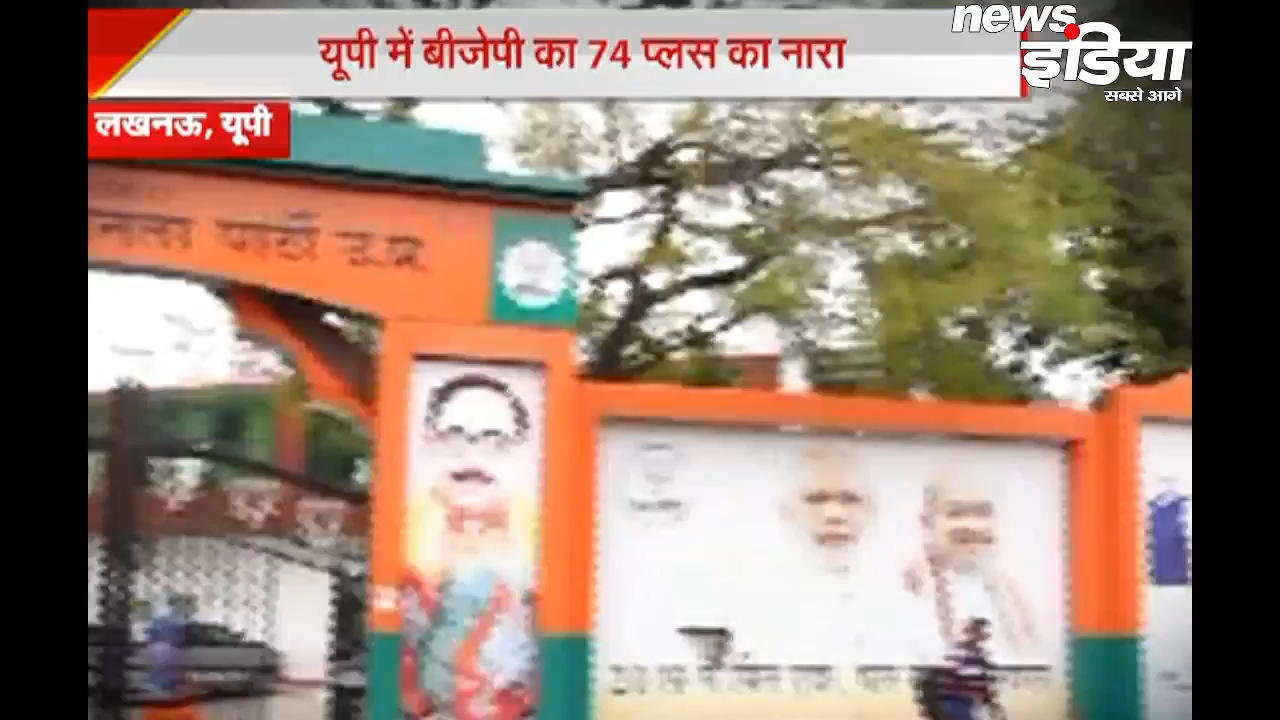 यूपी में बीजेपी का 74 प्लस का नारा
news
इंडिया
सबसे आगे
लखनऊ, यूपी
पार्टी उ.प्र.